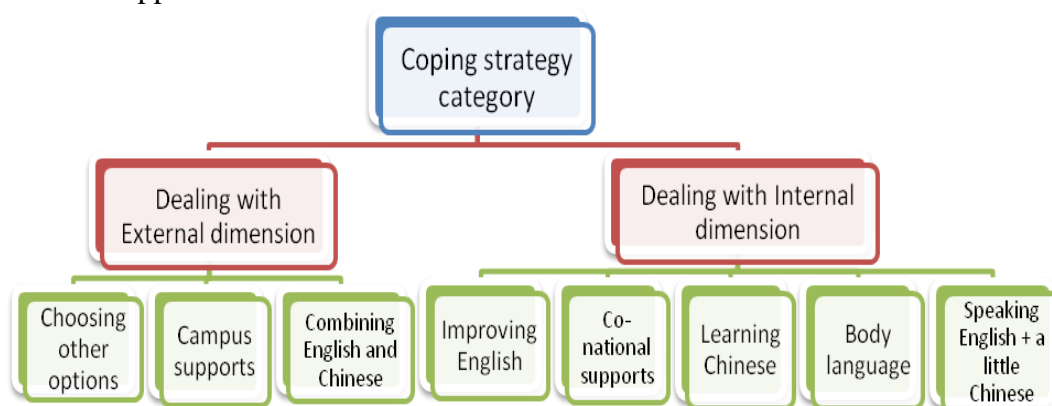 Coping strategy
category
Dealing with
External dimension
Dealing with Internal
dimension
Choosing
other
options
Campus
supports
Combining
English and
Chinese
Improving
English
Co-
national
supports
Learning
Chinese
Body
language
Speaking
English + a
little
Chinese